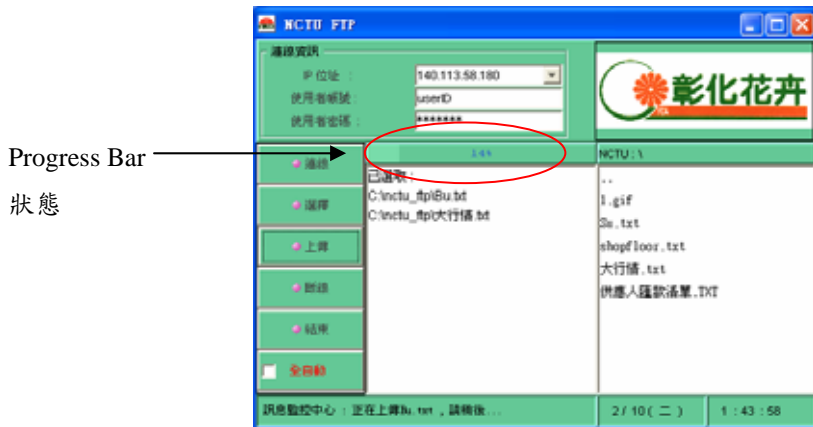 NCTU FTP
連線資訊
IP 位址 :
140.113.58.180
使用者帳號 :
userID
使用者密碼 :
*******
彰化花卉
Progress Bar
狀態
14%
NCTU : \
連線
選擇
上傳
斷線
結束
全自動
已選取 :
C:\nctu_ftp\Bu.txt
C:\nctu_ftp\大行情.txt
..
1.gif
Bu.txt
shopfloor.txt
大行情.txt
供應人匯款清單.TXT
訊息監控中心 : 正在上傳Bu.txt , 請稍後...
2 / 10 ( 二 )
1 : 43 : 58